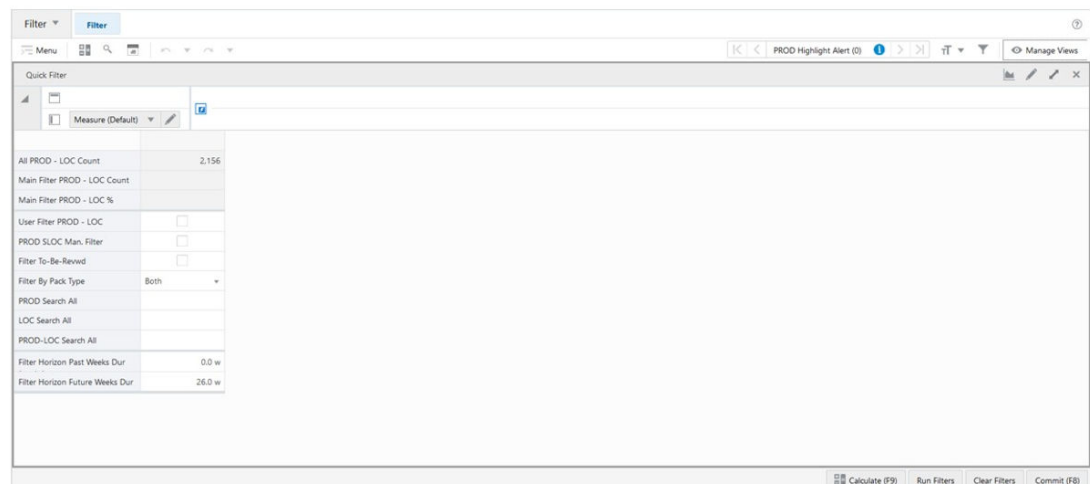 Filter Filter
Menu PROD Highlight Alert (0) Manage Views
Quick Filter
Measure (Default)
All PROD - LOC Count 2,156
Main Filter PROD - LOC Count
Main Filter PROD - LOC %
User Filter PROD - LOC
PROD SLOC Man. Filter
Filter To-Be-Revwd
Filter By Pack Type Both
PROD Search All
LOC Search All
PROD-LOC Search All
Filter Horizon Past Weeks Dur 0.0 w
Filter Horizon Future Weeks Dur 26.0 w
Calculate (F9) Run Filters Clear Filters Commit (F8)